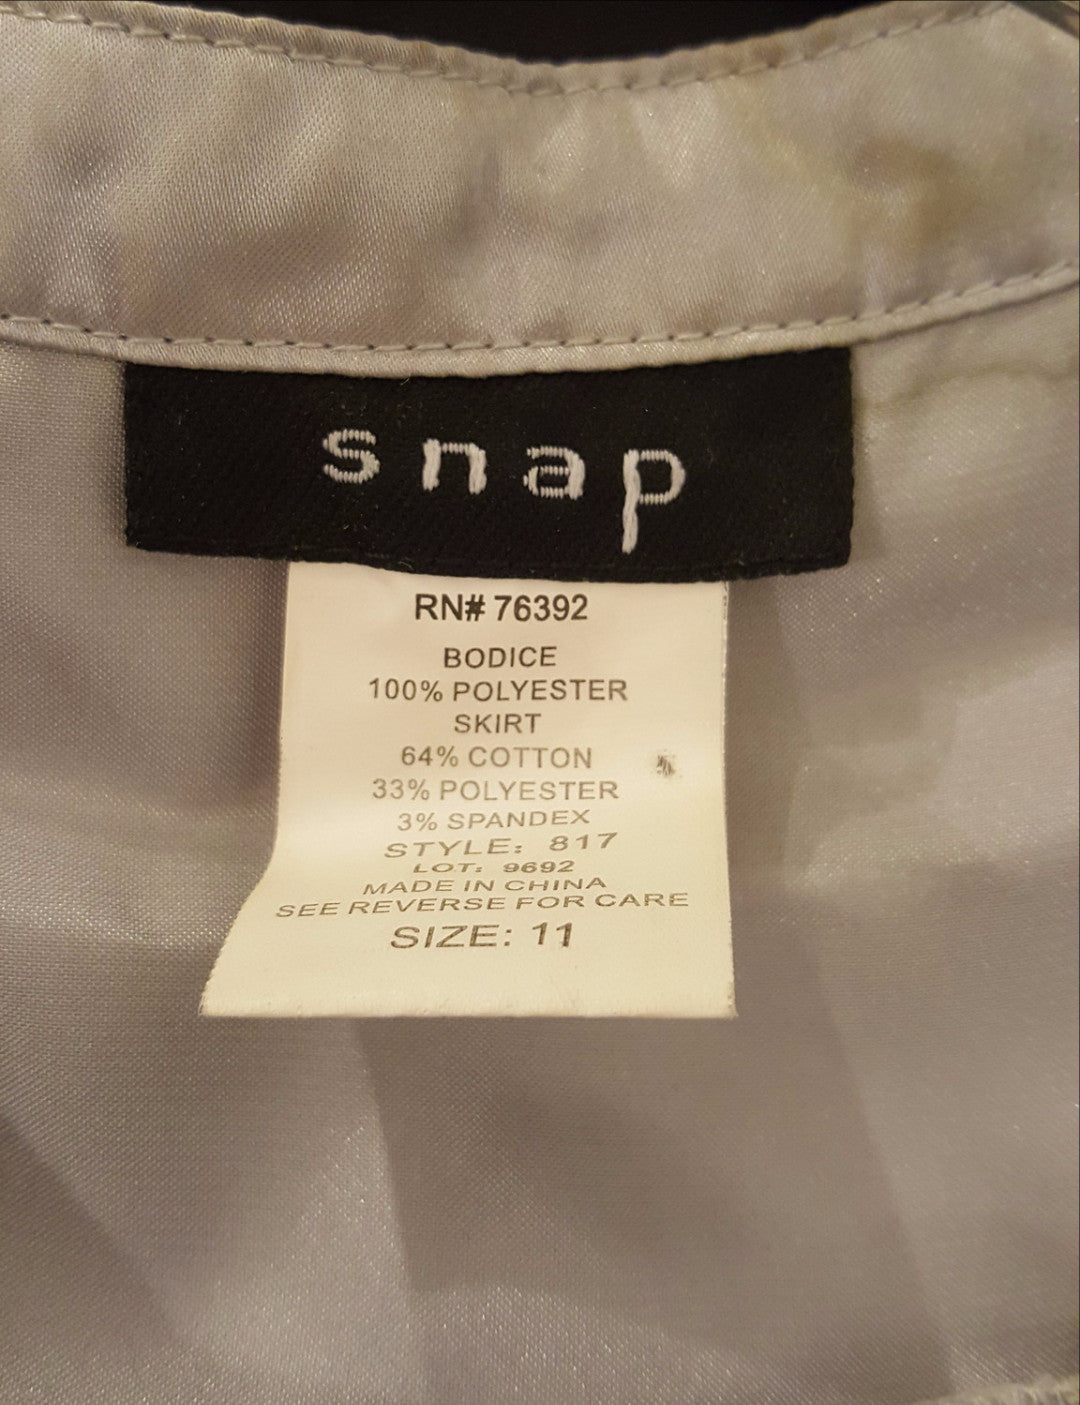 snap
RN# 76392
BODICE
100% POLYESTER
SKIRT
64% COTTON
33% POLYESTER
3% SPANDEX
STYLE: 817
LOT: 9692
MADE IN CHINA
SEE REVERSE FOR CARE
SIZE: 11